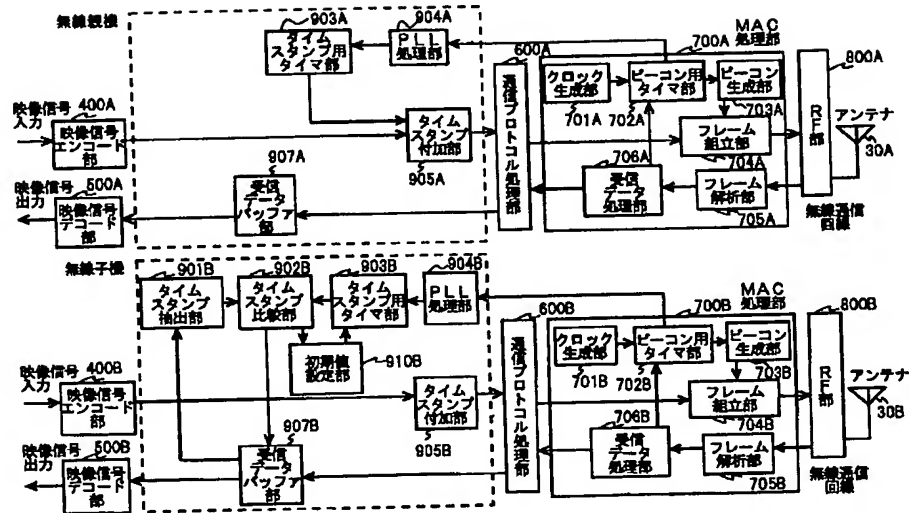 無線親機
903A
タイム
スタンプ用
タイマ部
904A
PLL
処理部
600A
通信プロトコル処理部
700A
MAC
処理部
クロック
生成部
701A
ビーコン用
タイマ部
702A
ビーコン
生成部
703A
フレーム
組立部
704A
706A
受信
データ
処理部
フレーム
解析部
705A
800A
RF部
アンテナ
30A
無線通信
回線
映像信号
入力
400A
映像信号
エンコード
部
タイム
スタンプ
付加部
905A
907A
受信
データ
バッファ
部
映像信号
出力
500A
映像信号
デコード
部
無線子機
901B
タイム
スタンプ
抽出部
902B
タイム
スタンプ
比較部
903B
タイム
スタンプ用
タイマ部
904B
PLL
処理部
初期値
設定部
910B
600B
通信プロトコル処理部
700B
MAC
処理部
クロック
生成部
701B
ビーコン用
タイマ部
702B
ビーコン
生成部
703B
フレーム
組立部
704B
706B
受信
データ
処理部
フレーム
解析部
705B
800B
RF部
アンテナ
30B
無線通信
回線
映像信号
入力
400B
映像信号
エンコード
部
タイム
スタンプ
付加部
905B
907B
受信
データ
バッファ
部
映像信号
出力
500B
映像信号
デコード
部